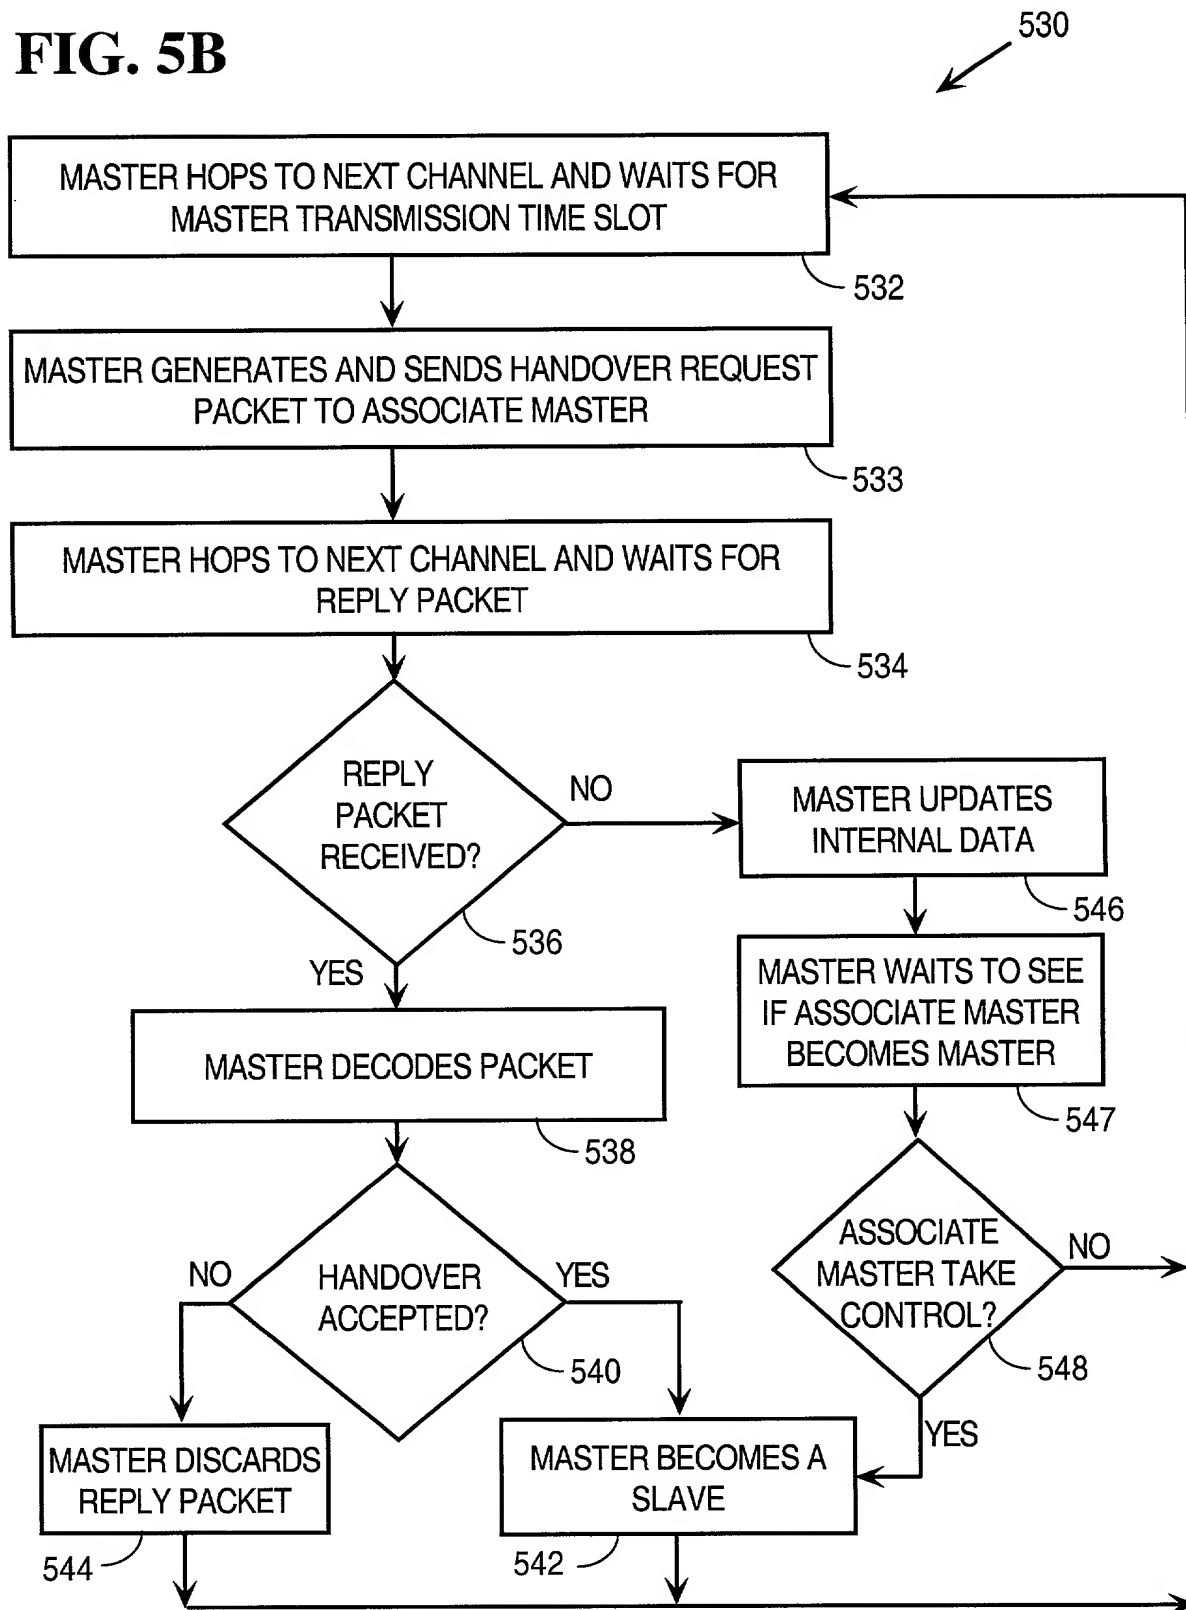 FIG. 5B
530
MASTER HOPS TO NEXT CHANNEL AND WAITS FOR
MASTER TRANSMISSION TIME SLOT
532
MASTER GENERATES AND SENDS HANDOVER REQUEST
PACKET TO ASSOCIATE MASTER
533
MASTER HOPS TO NEXT CHANNEL AND WAITS FOR
REPLY PACKET
534
REPLY
PACKET
RECEIVED?
536
NO
MASTER UPDATES
INTERNAL DATA
546
YES
MASTER WAITS TO SEE
IF ASSOCIATE MASTER
BECOMES MASTER
547
MASTER DECODES PACKET
538
ASSOCIATE
MASTER TAKE
CONTROL?
548
NO
YES
HANDOVER
ACCEPTED?
540
NO
YES
MASTER DISCARDS
REPLY PACKET
544
MASTER BECOMES A
SLAVE
542